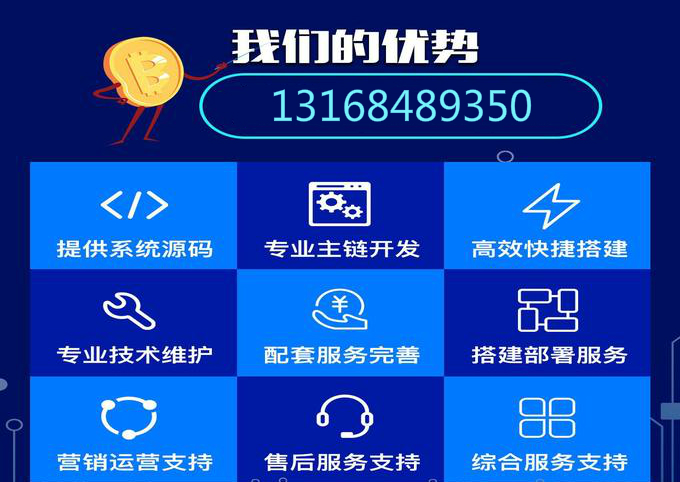 我们的优势
13168489350
提供系统源码
专业主链开发
高效快捷搭建
专业技术维护
配套服务完善
搭建部署服务
营销运营支持
售后服务支持
综合服务支持